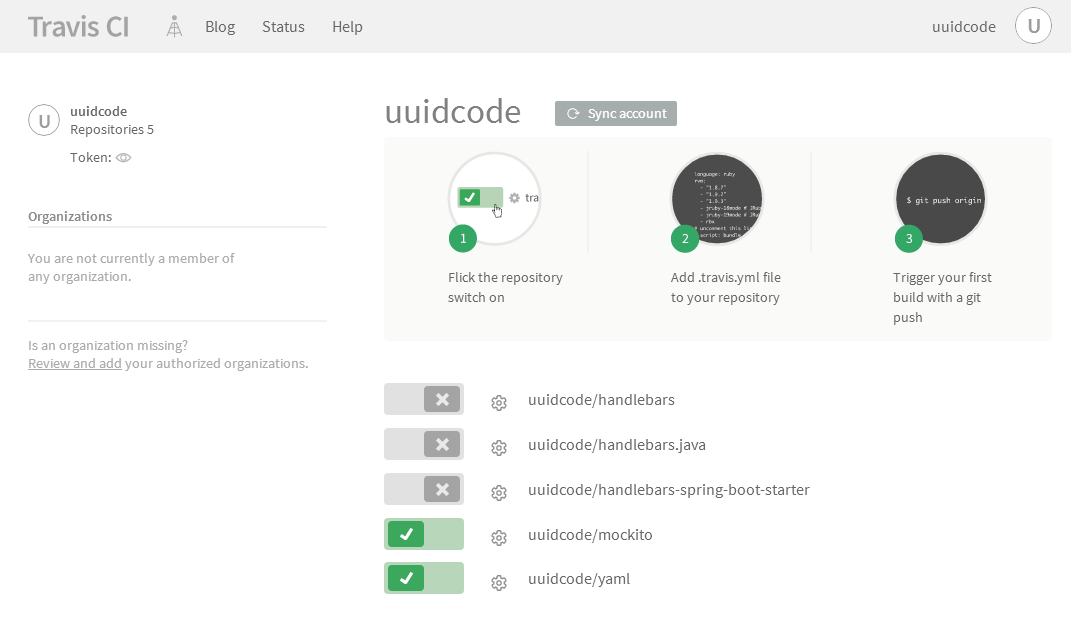 Travis CI Blog Status Help uuidcode U
U uuidcode
Repositories 5
Token:
Organizations
You are not currently a member of
any organization.
Is an organization missing?
Review and add your authorized organizations.
uuidcode Sync account
tra
1
Flick the repository
switch on
language: ruby
rvm:
- "1.8.7"
- "1.9.2"
- "1.9.3"
- jruby-18mode # JRu
- jruby-19mode # JRu
- rbx
# uncomment this li
script: bundle
2
Add .travis.yml file
to your repository
$ git push origin
3
Trigger your first
build with a git
push
uuidcode/handlebars
uuidcode/handlebars.java
uuidcode/handlebars-spring-boot-starter
uuidcode/mockito
uuidcode/yaml